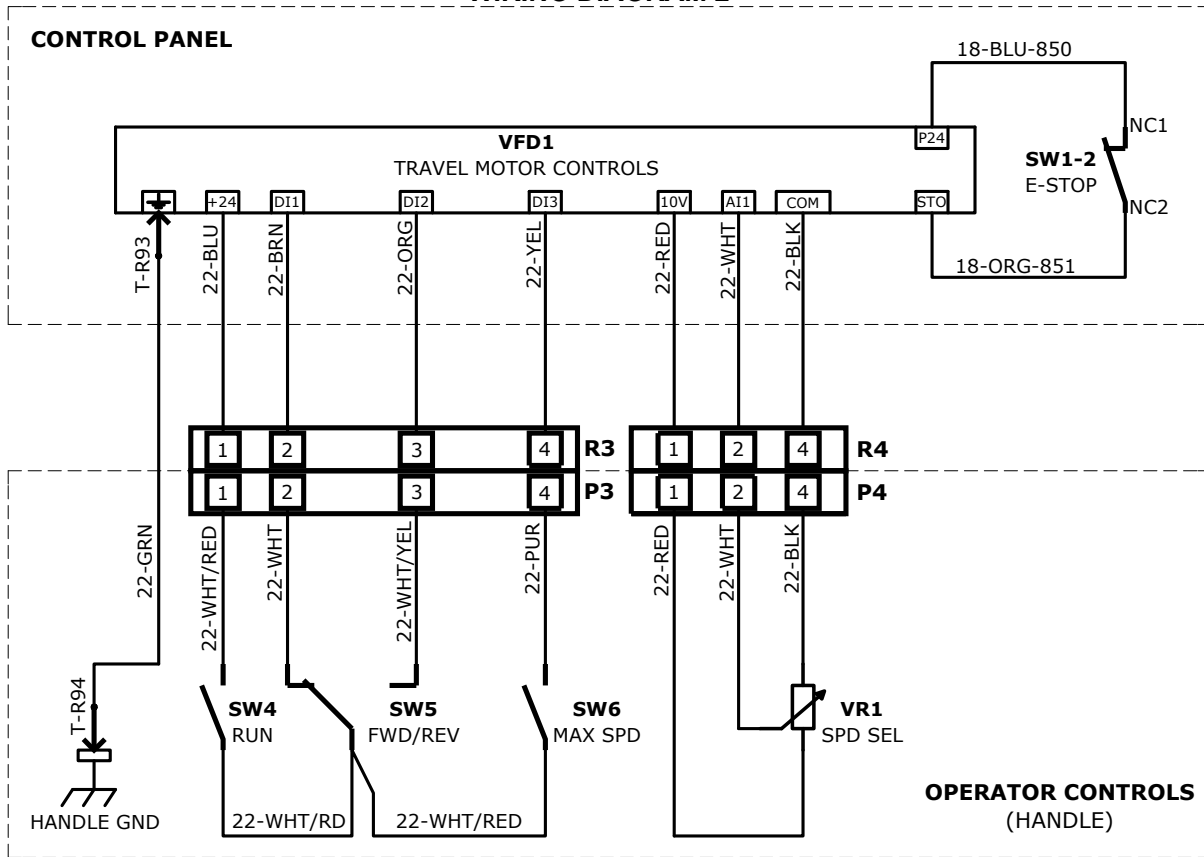 CONTROL PANEL
18-BLU-850
P24
NC1
VFD1
TRAVEL MOTOR CONTROLS
SW1-2
E-STOP
+24
DI1
DI2
DI3
10V
AI1
COM
STO
NC2
T-R93
22-BLU
22-BRN
22-ORG
22-YEL
22-RED
22-WHT
22-BLK
18-ORG-851
1
2
3
4
R3
1
2
4
R4
1
2
3
4
P3
1
2
4
P4
22-GRN
22-WHT/RED
22-WHT
22-WHT/YEL
22-PUR
22-RED
22-WHT
22-BLK
T-R94
SW4
RUN
SW5
FWD/REV
SW6
MAX SPD
VR1
SPD SEL
HANDLE GND
22-WHT/RD
22-WHT/RED
OPERATOR CONTROLS
(HANDLE)